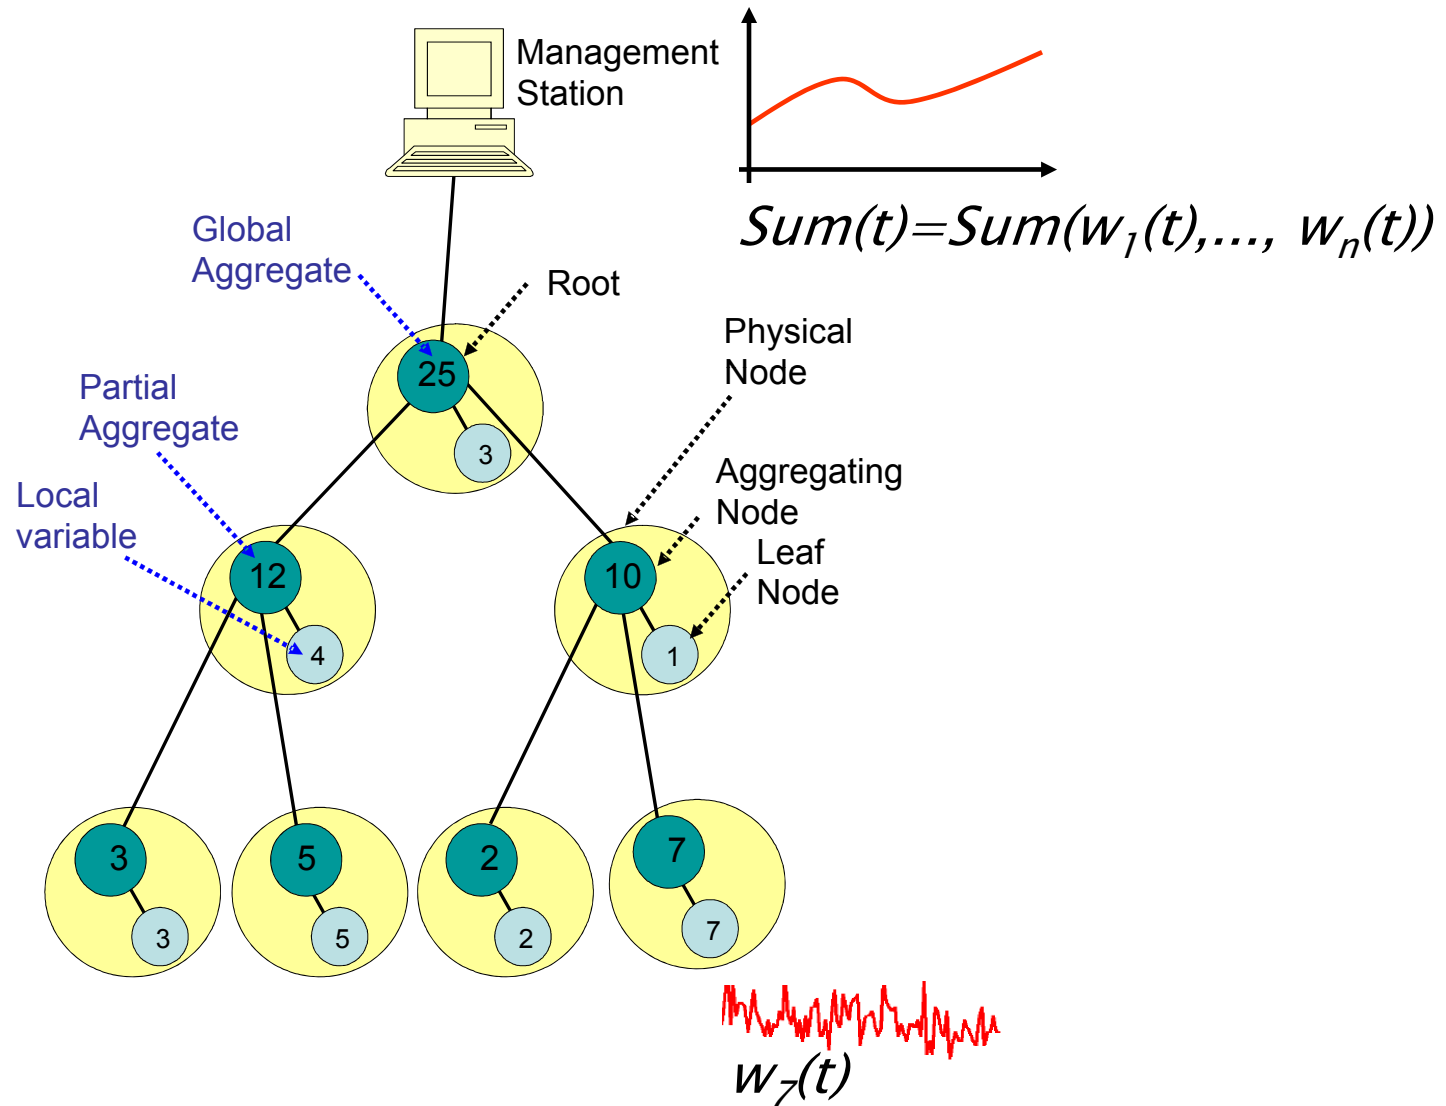 Management
Station
Sum(t)=Sum(w1(t),..., wn(t))
Global
Aggregate
Root
Physical
Node
25
3
Partial
Aggregate
Aggregating
Node
Local
variable
Leaf
Node
12
10
4
1
3
5
2
7
3
5
2
7
w7(t)